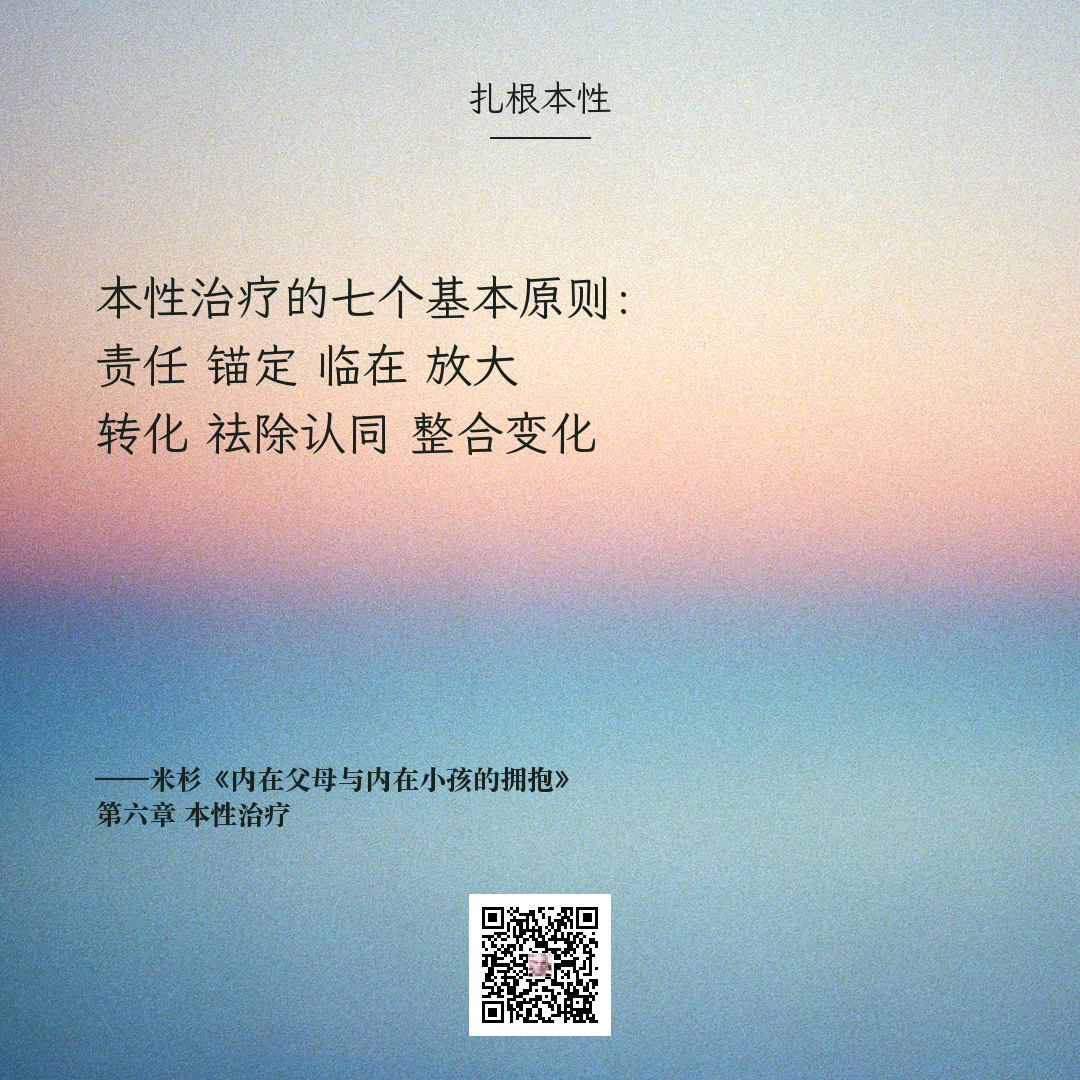 扎根本性
本性治疗的七个基本原则：
责任 锚定 临在 放大
转化 祛除认同 整合变化
——米杉《内在父母与内在小孩的拥抱》
第六章 本性治疗